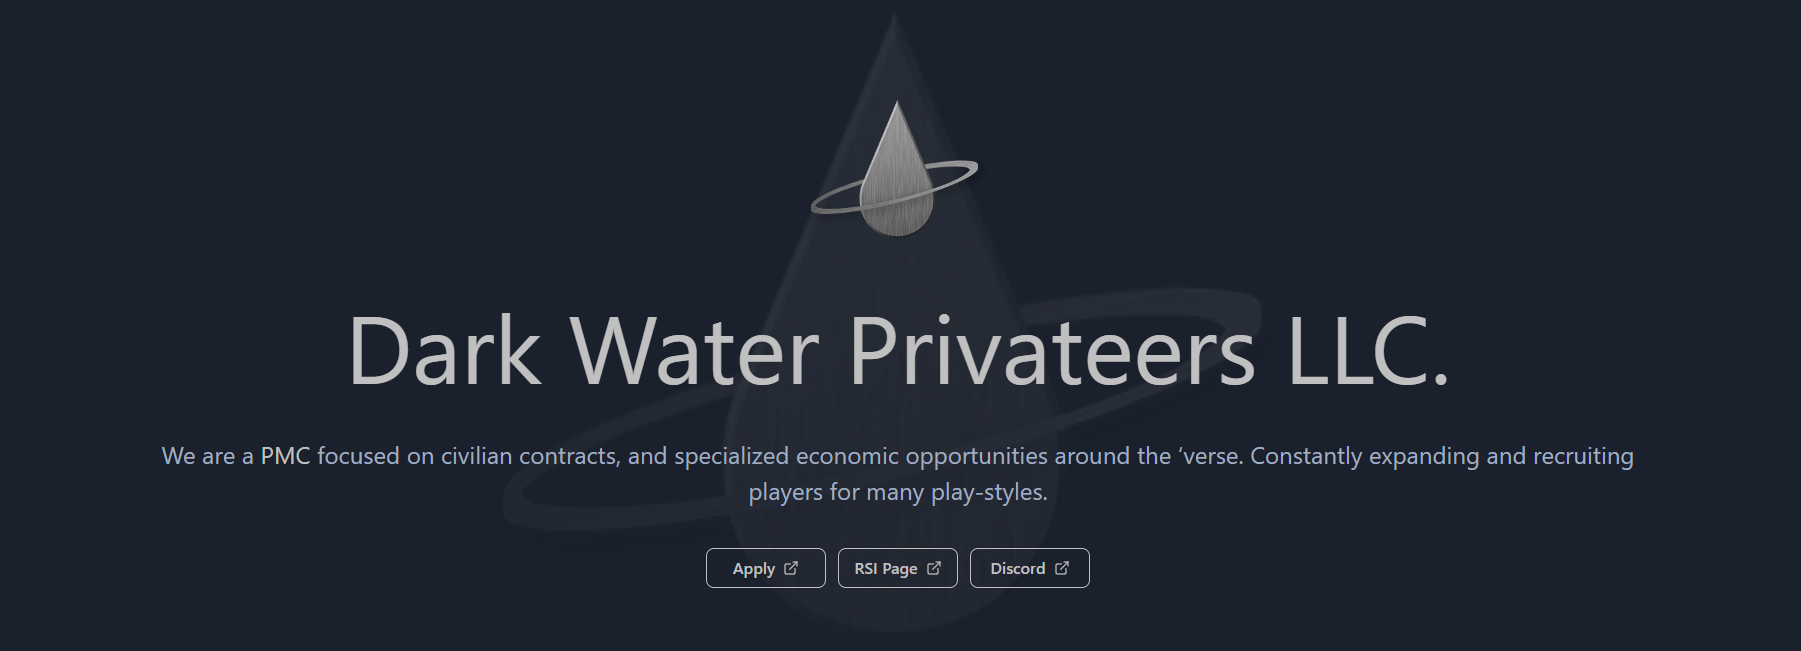 Dark Water Privateers LLC.
We are a PMC focused on civilian contracts, and specialized economic opportunities around the ‘verse. Constantly expanding and recruiting
players for many play-styles.
Apply
RSI Page
Discord